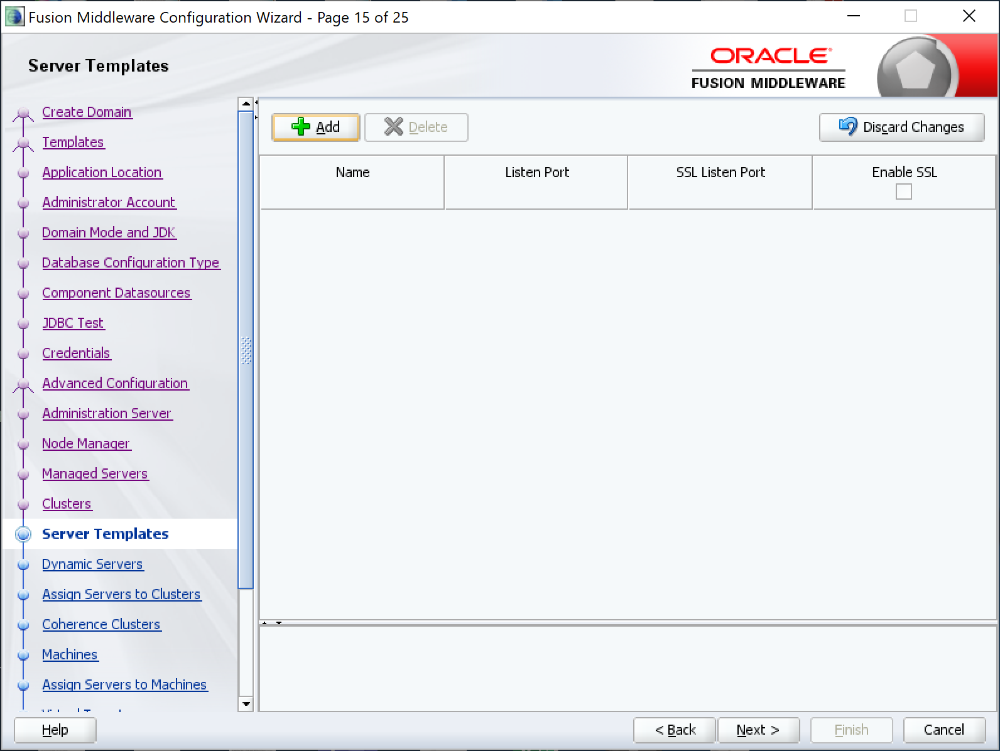 Fusion Middleware Configuration Wizard - Page 15 of 25
Server Templates
ORACLE
FUSION MIDDLEWARE
Create Domain
Templates
Application Location
Administrator Account
Domain Mode and JDK
Database Configuration Type
Component Datasources
JDBC Test
Credentials
Advanced Configuration
Administration Server
Node Manager
Managed Servers
Clusters
Server Templates
Dynamic Servers
Assign Servers to Clusters
Coherence Clusters
Machines
Assign Servers to Machines
Add
Delete
Discard Changes
Name
Listen Port
SSL Listen Port
Enable SSL
Help
< Back
Next >
Finish
Cancel